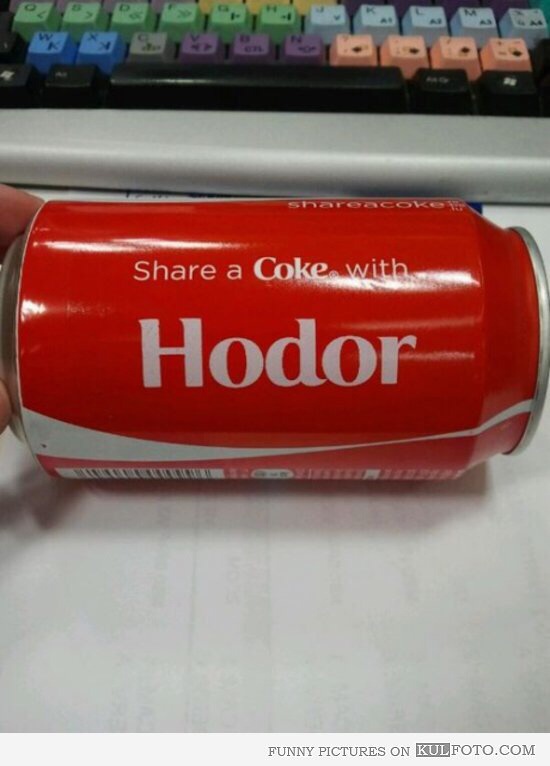 Q S D F G H J K L M
W K X C V B N ?
shareacoke
Share a Coke® with
Hodor
FUNNY PICTURES ON KULFOTO.COM